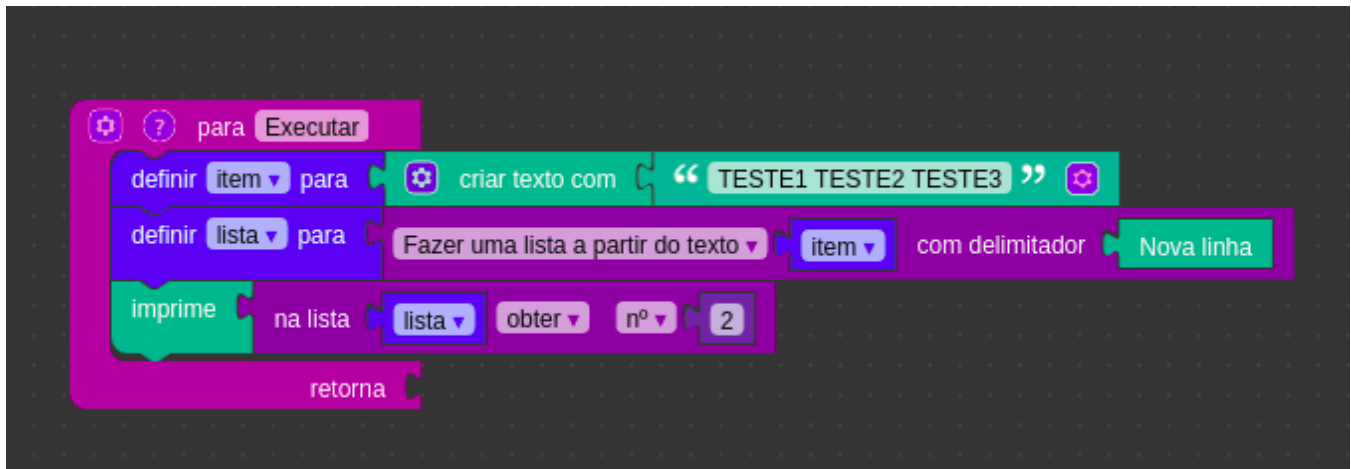 ? para Executar
definir item para criar texto com “ TESTE1 TESTE2 TESTE3 ”
definir lista para Fazer uma lista a partir do texto item com delimitador Nova linha
imprime na lista lista obter nº 2
retorna